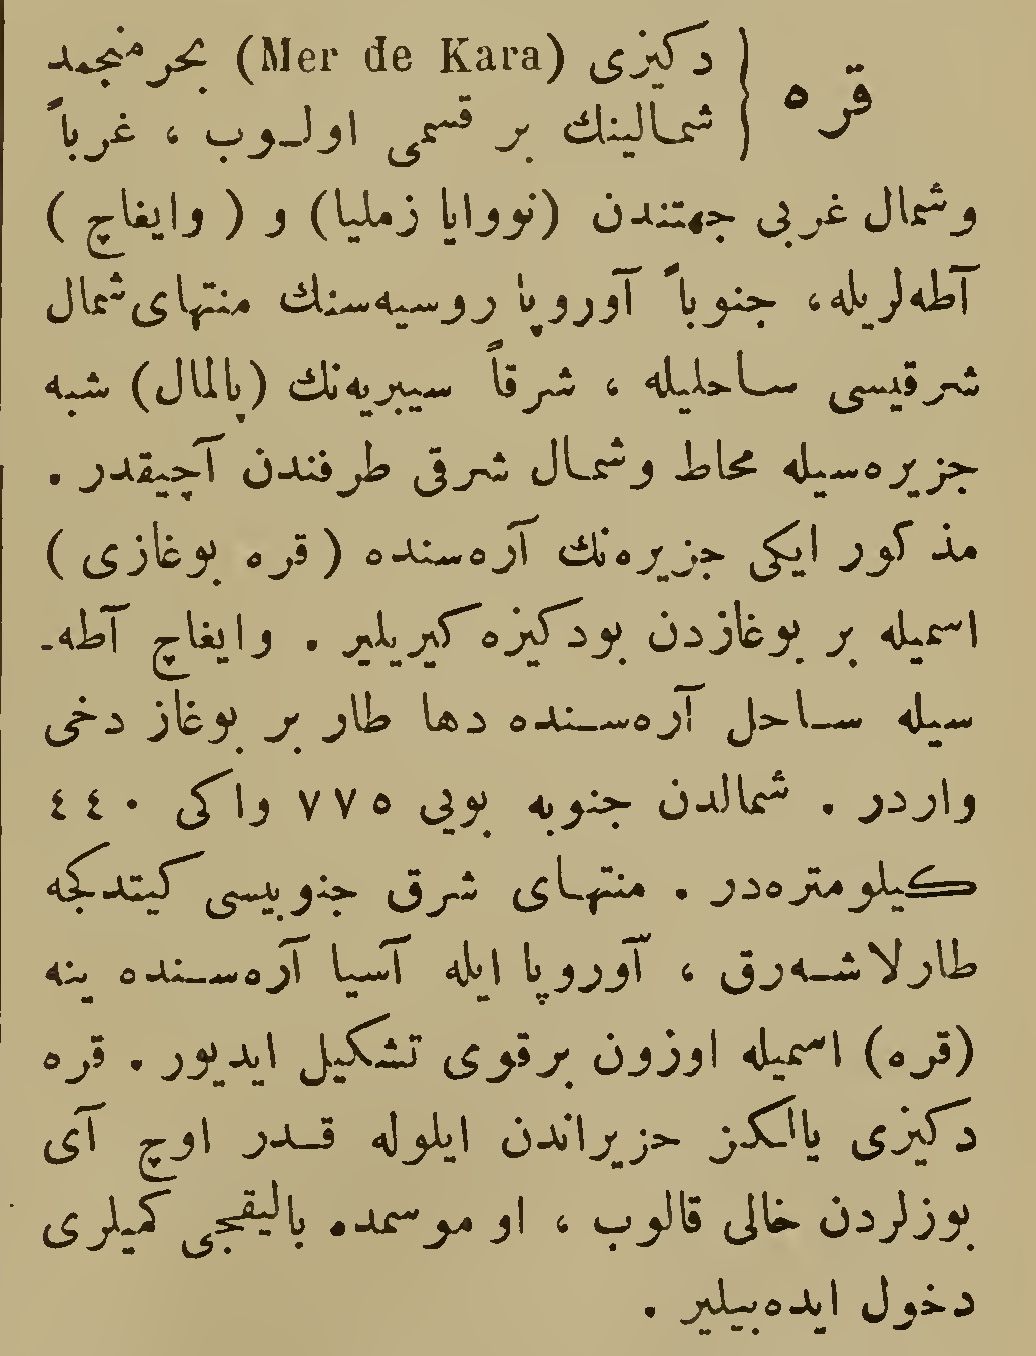 قره } دكیزی (Mer de Kara) بحر منجمد
شمالینك بر قسمی اولـوب ، غرباً
وشمال غربی جهتندن (نووایا زملیا) و ( وایغاچ )
آطه‌لریله، جنوباً آوروپا روسیه‌سنك منتهای شمال
شرقیسی ساحلیله ، شرقاً سیبریه‌نك (یالمال) شبه
جزیره‌سیله محاط وشمال شرقی طرفندن آچیقدر .
مذكور ایكی جزیره‌نك آره‌سنده ( قره بوغازی )
اسمیله بر بوغازدن بودكیزه كیریلیر . وایغاچ آطه-
سیله ساحل آره‌سنده دها طار بر بوغاز دخی
واردر . شمالدن جنوبه بویی ٧٧٥ واكی ٤٤٠
كیلومتره‌در . منتهای شرق جنوبیسی كیتدكجه
طارلاشه‌رق ، آوروپا ایله آسیا آره‌سنده ینه
(قره) اسمیله اوزون برقوی تشكیل ایدیور . قره
دكیزی یالكز حزیراندن ایلوله قدر اوچ آی
بوزلردن خالی قالوب ، او موسمده بالیقجی كمیلری
دخول ایده‌بیلیر .